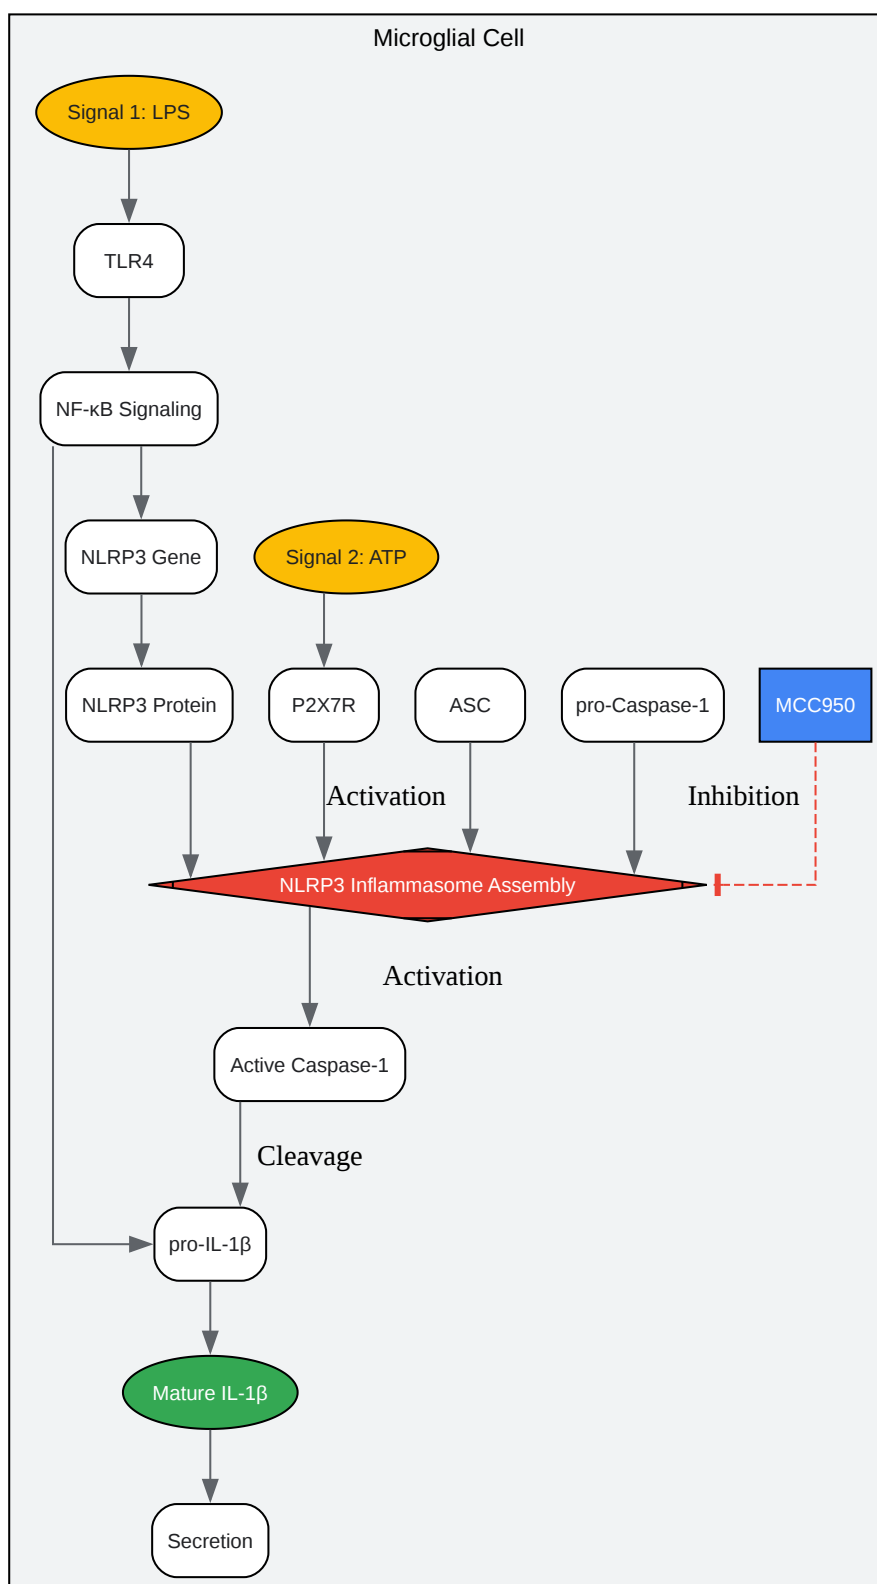 Microglial Cell
Signal 1: LPS
TLR4
NF-κB Signaling
NLRP3 Gene
Signal 2: ATP
NLRP3 Protein
P2X7R
ASC
pro-Caspase-1
MCC950
Activation
Inhibition
NLRP3 Inflammasome Assembly
Activation
Active Caspase-1
Cleavage
pro-IL-1β
Mature IL-1β
Secretion